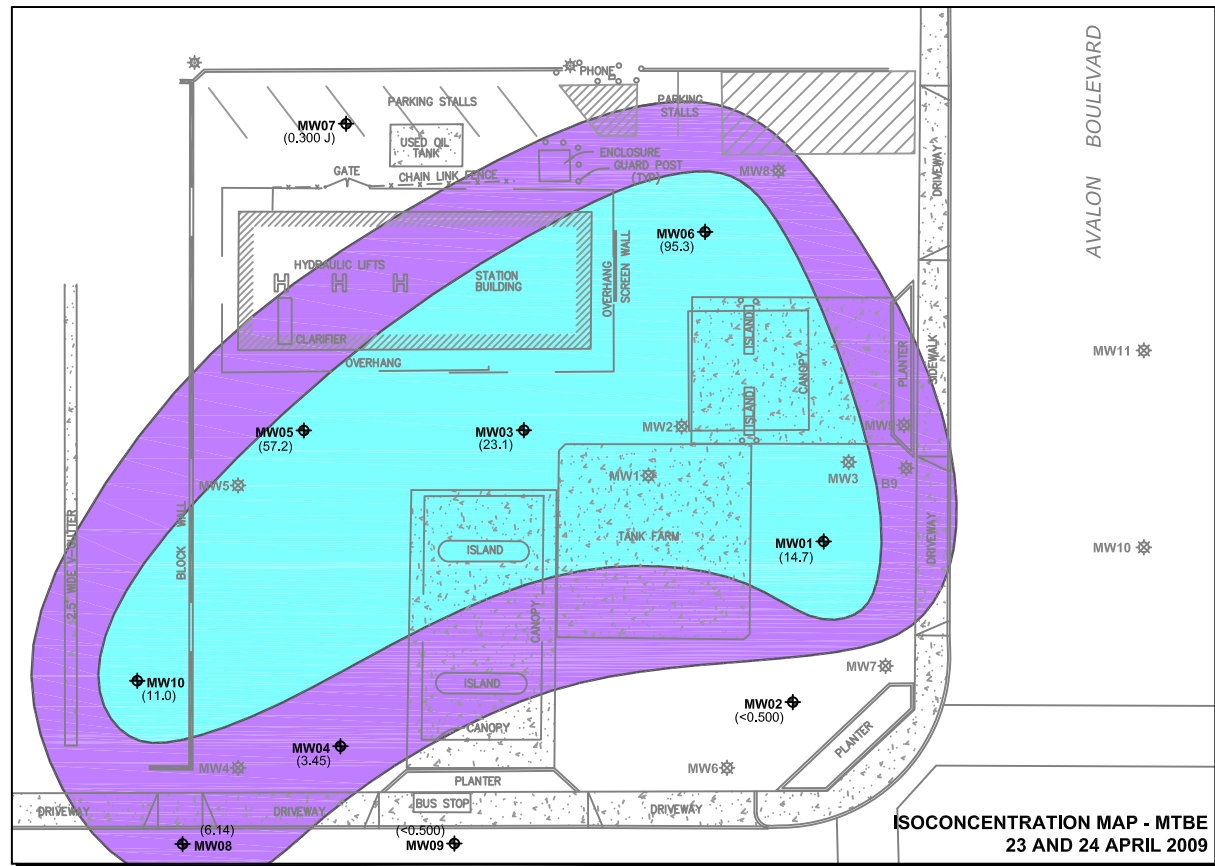 PHONE
PARKING STALLS
PARKING
STALLS
MW07
(0.300 J)
USED OIL
TANK
ENCLOSURE
GUARD POST
(TYP)
GATE
CHAIN LINK FENCE
MW8
DRIVEWAY
AVALON BOULEVARD
MW06
(95.3)
HYDRAULIC LIFTS
STATION
BUILDING
OVERHANG
SCREEN WALL
CLARIFIER
OVERHANG
ISLAND
CANOPY
ISLAND
PLANTER
SIDEWALK
MW11
MW05
(57.2)
MW03
(23.1)
MW2
MW9
MW5
MW1
MW3
B9
2.5' WIDE V-GUTTER
BLOCK WALL
ISLAND
TANK FARM
MW01
(14.7)
DRIVEWAY
MW10
CANOPY
MW10
(11.0)
ISLAND
MW7
MW02
(<0.500)
CANOPY
MW04
(3.45)
PLANTER
MW4
MW6
PLANTER
DRIVEWAY
DRIVEWAY
BUS STOP
DRIVEWAY
(6.14)
MW08
(<0.500)
MW09
ISOCONCENTRATION MAP - MTBE
23 AND 24 APRIL 2009